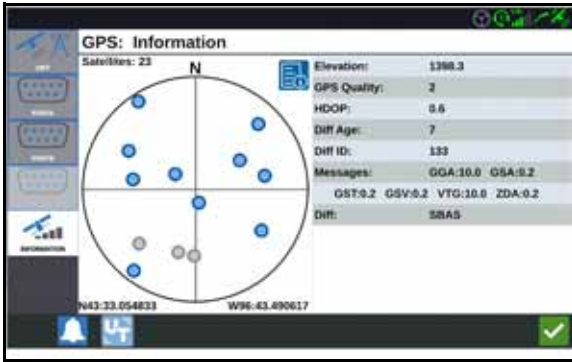 GPS: Information
Satellites: 23
N
Elevation: 1398.3
GPS Quality: 2
HDOP: 0.6
Diff Age: 7
Diff ID: 133
Messages: GGA:10.0 GSA:0.2
GST:0.2 GSV:0.2 VTG:10.0 ZDA:0.2
Diff: SBAS
INFORMATION
N43:33.054833 W96:43.490617
UT